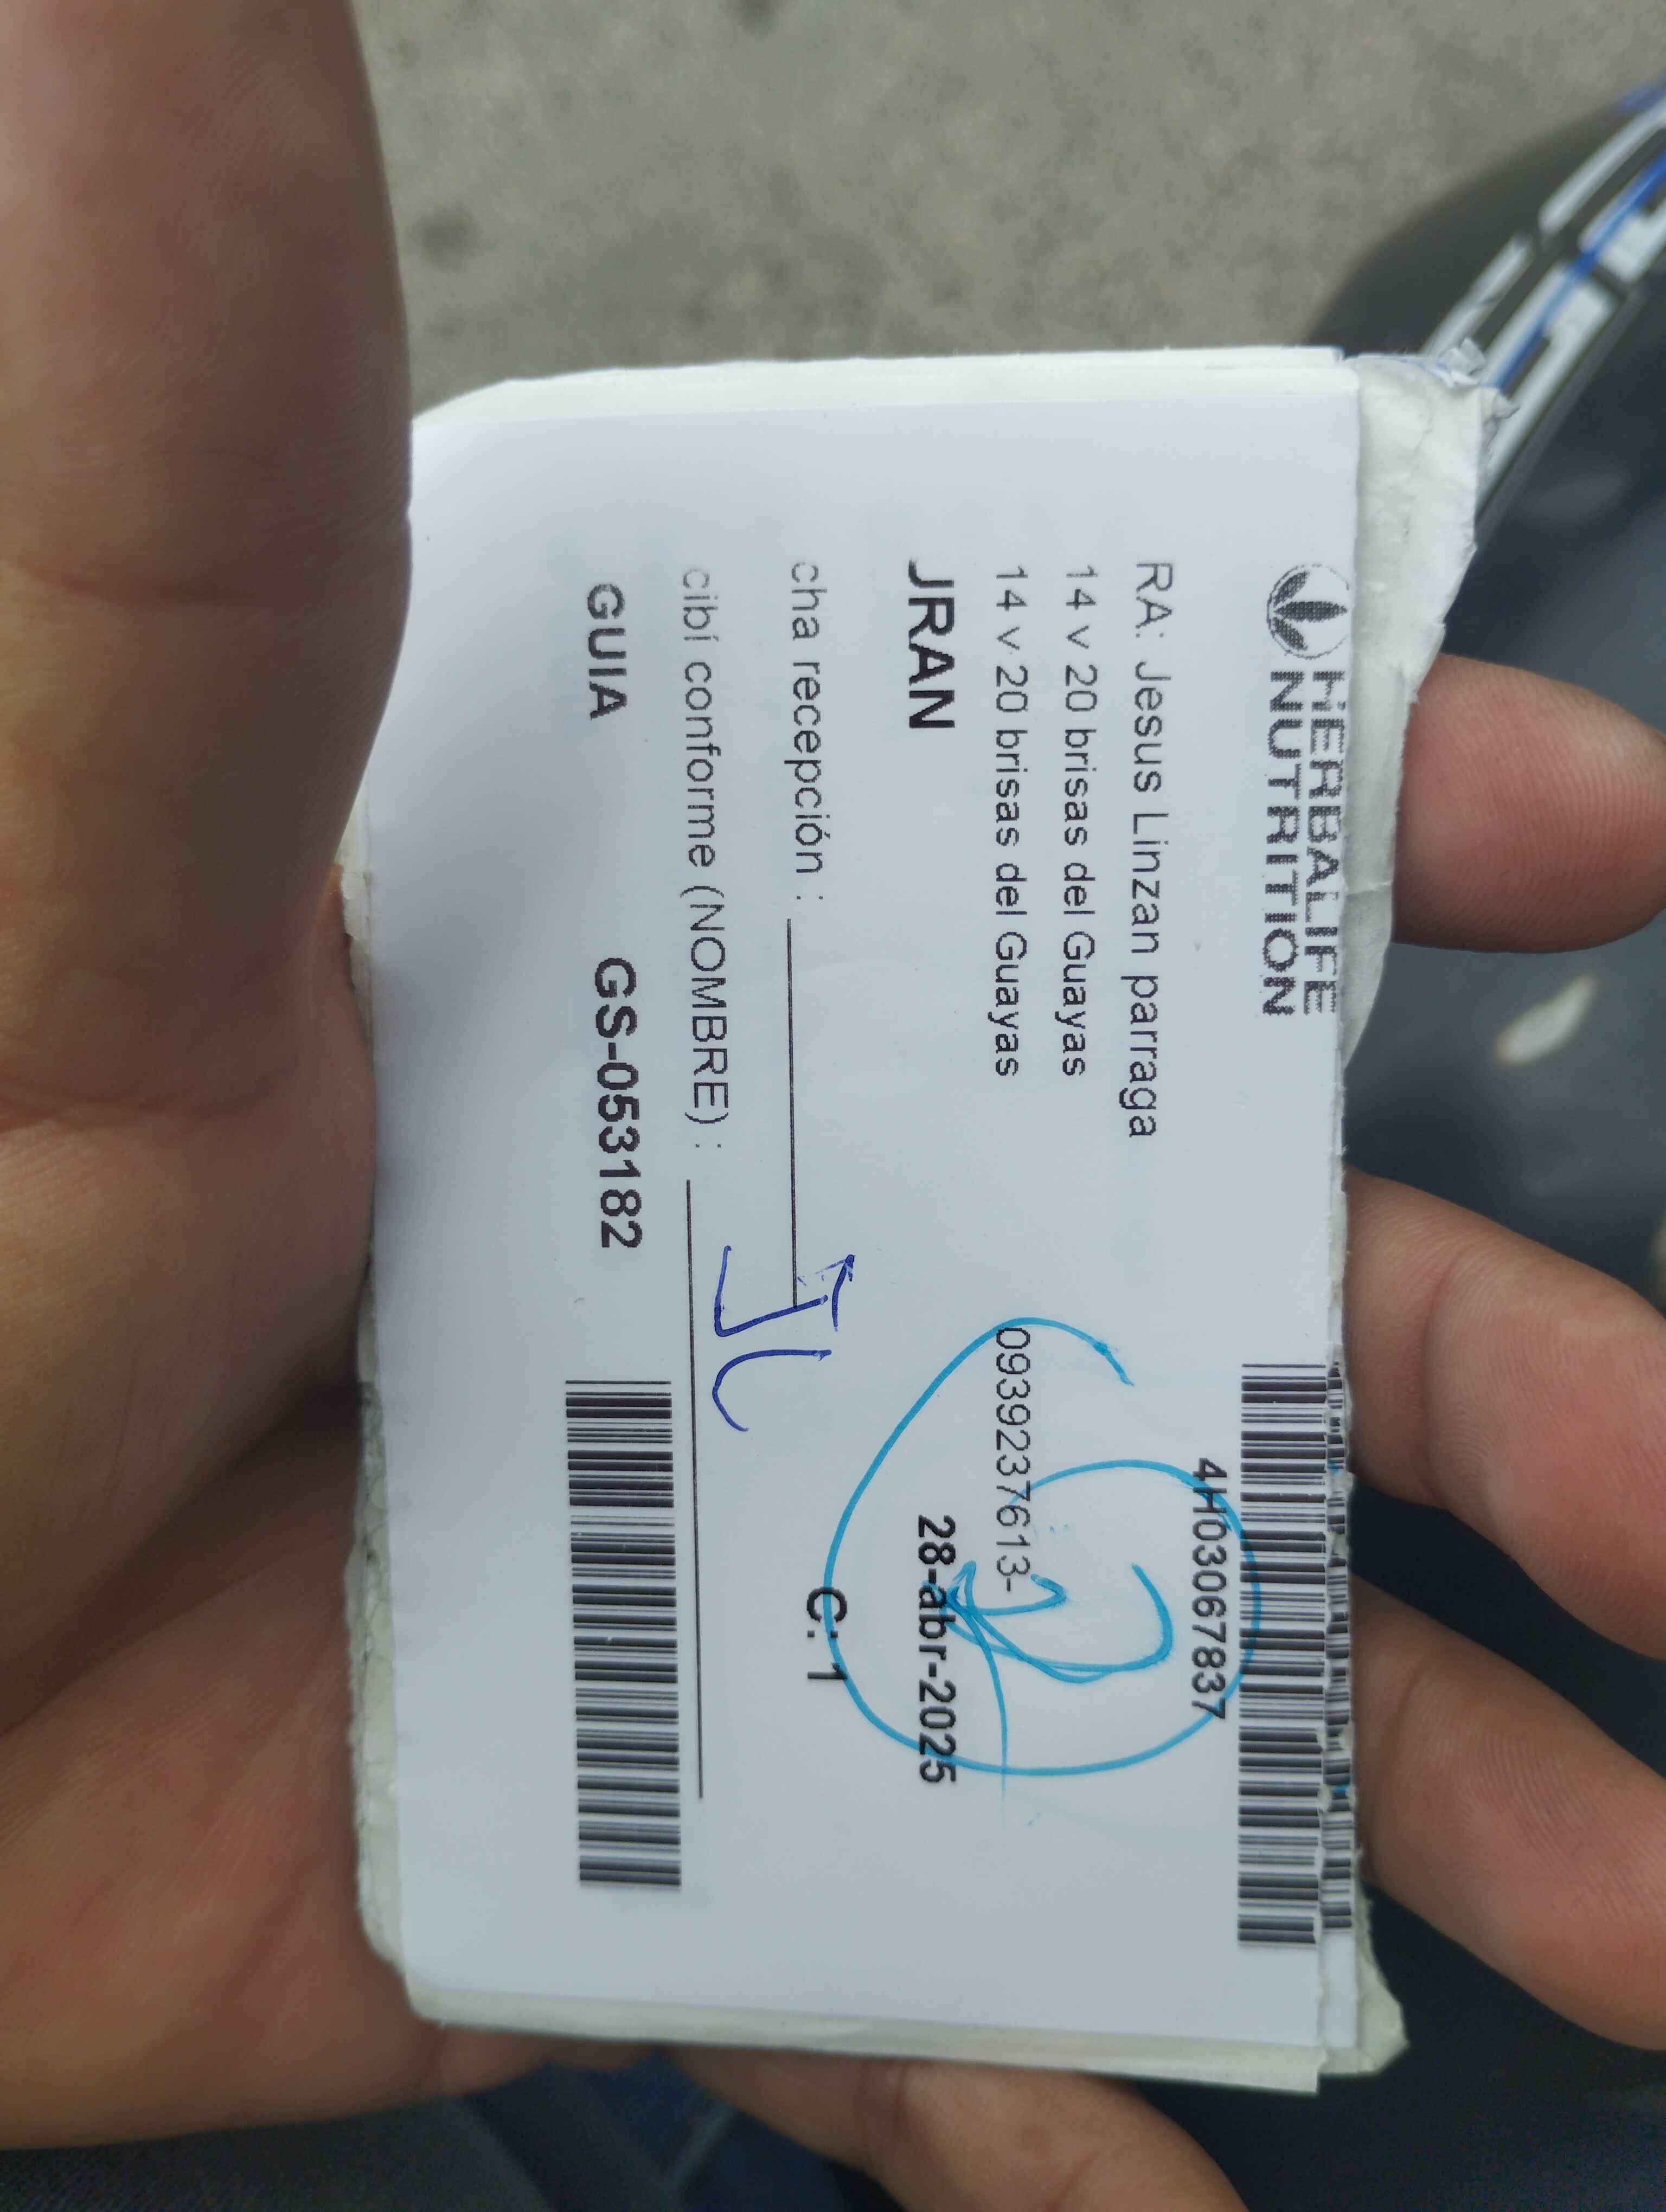 HERBALIFE
NUTRITION
4H03067837
RA: Jesus Linzan parraga
14 v 20 brisas del Guayas
14 v 20 brisas del Guayas 0939237613-
JRAN 28-abr-2025
cha recepción : C: 1
cibí conforme (NOMBRE) : JL
GUIA GS-053182